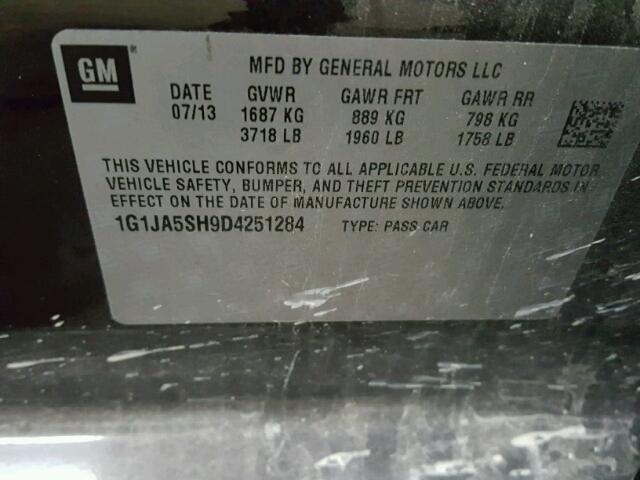 GM
MFD BY GENERAL MOTORS LLC
DATE GVWR GAWR FRT GAWR RR
07/13 1687 KG 889 KG 798 KG
3718 LB 1960 LB 1758 LB
THIS VEHICLE CONFORMS TO ALL APPLICABLE U.S. FEDERAL MOTOR
VEHICLE SAFETY, BUMPER, AND THEFT PREVENTION STANDARDS IN
EFFECT ON THE DATE OF MANUFACTURE SHOWN ABOVE.
1G1JA5SH9D4251284 TYPE: PASS CAR